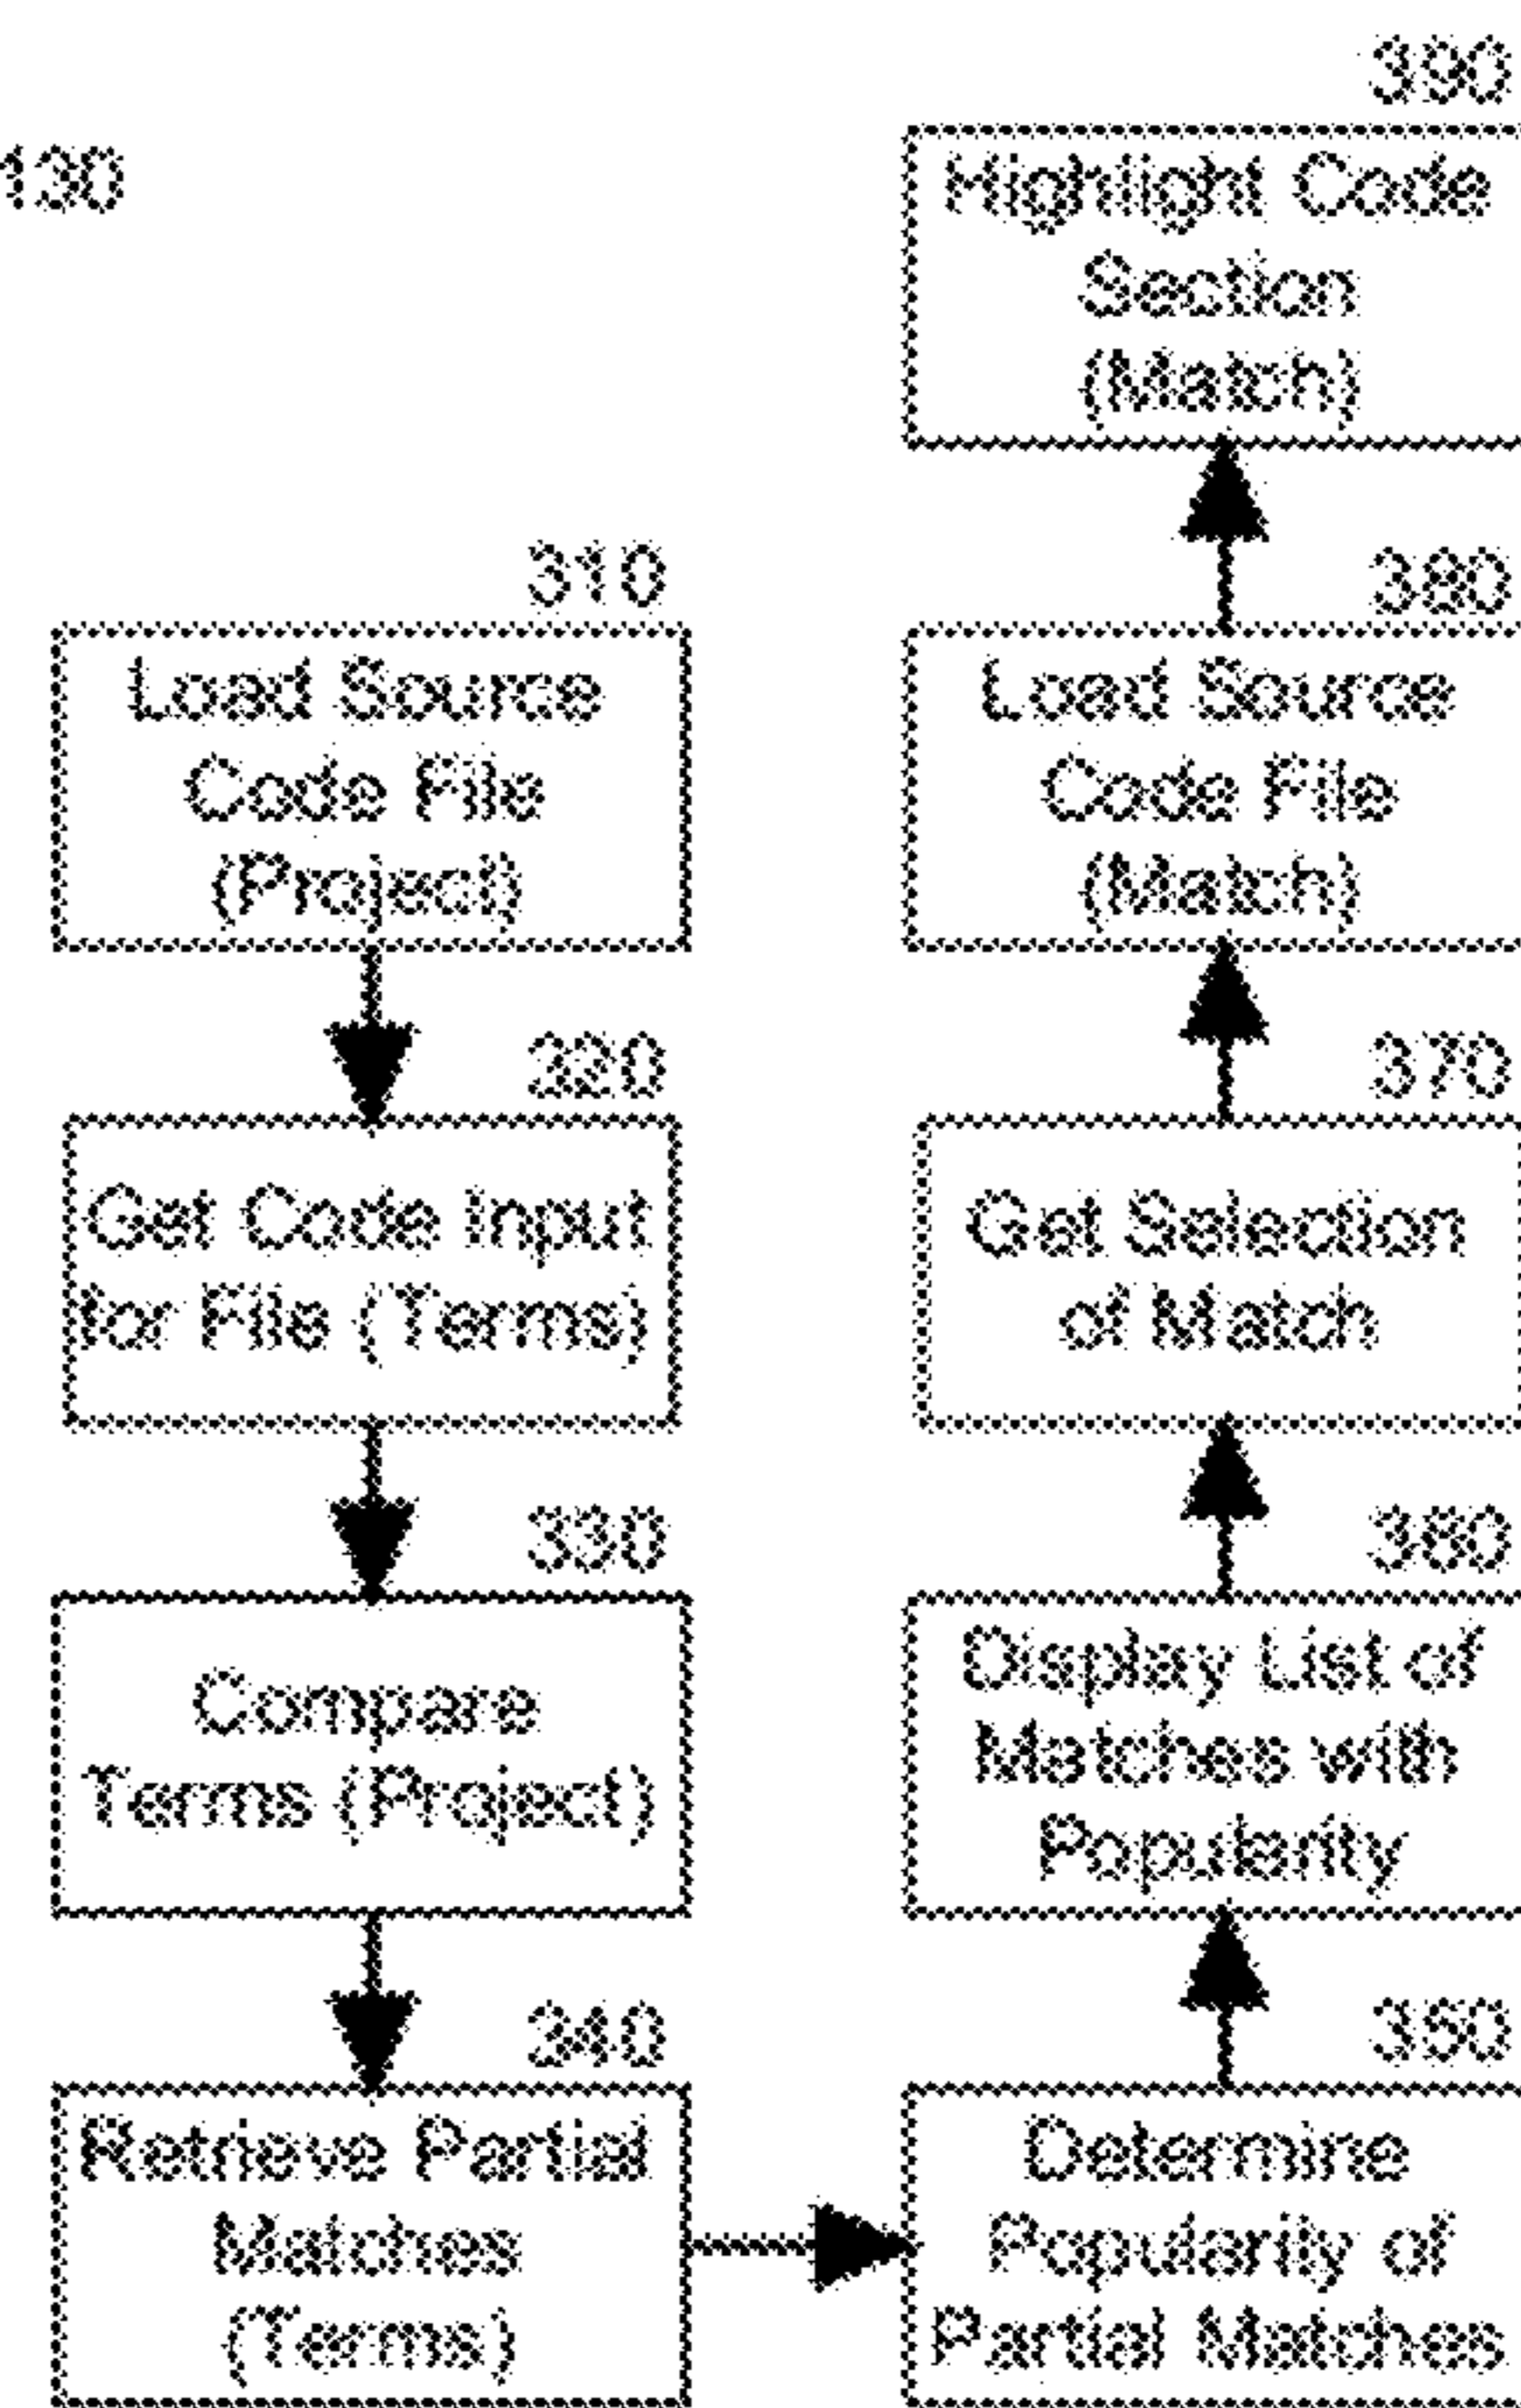 130
310
Load Source
Code File
(Project)
320
Get Code Input
for File (Terms)
330
Compare
Terms (Project)
340
Retrieve Partial
Matches
(Terms)
350
Determine
Popularity of
Partial Matches
360
Display List of
Matches with
Popularity
370
Get Selection
of Match
380
Load Source
Code File
(Match)
390
Highlight Code
Section
(Match)